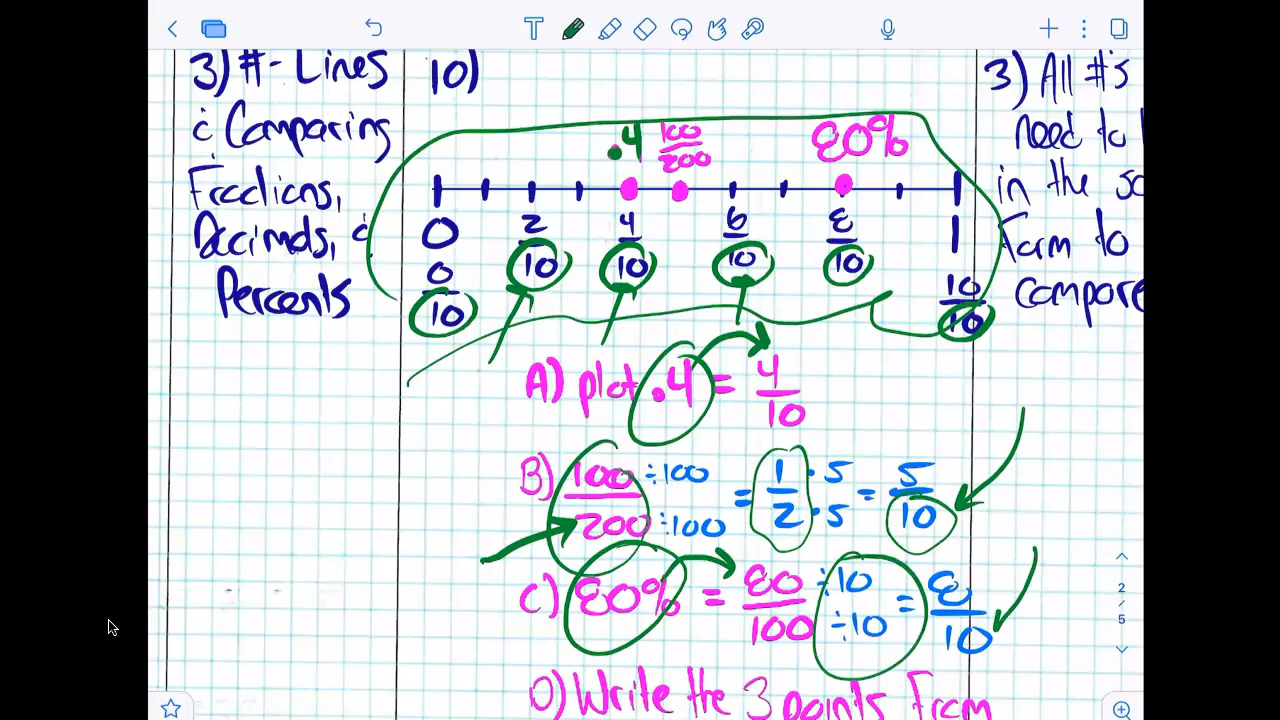 3) #- Lines
& Comparing
Fractions,
Decimals, &
Percents
10)
.4 100/200 80%
0 2/10 4/10 6/10 8/10 1
0/10 10/10
A) plot .4 = 4/10
B) 100/200 ÷100/÷100 = 1/2 •5/•5 = 5/10
C) 80% = 80/100 ÷10/÷10 = 8/10
D) Write the 3 points From
3) All #'s
need to
in the
Form to
compare
2
/
5